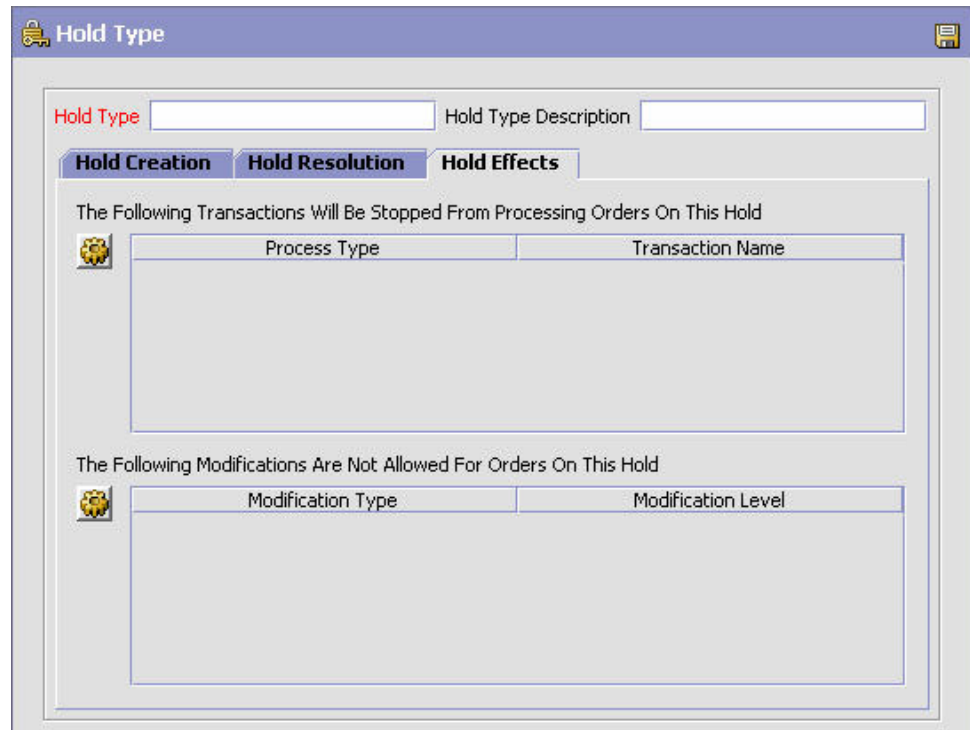 Hold Type
Hold Type Hold Type Description
Hold Creation Hold Resolution Hold Effects
The Following Transactions Will Be Stopped From Processing Orders On This Hold
Process Type Transaction Name
The Following Modifications Are Not Allowed For Orders On This Hold
Modification Type Modification Level